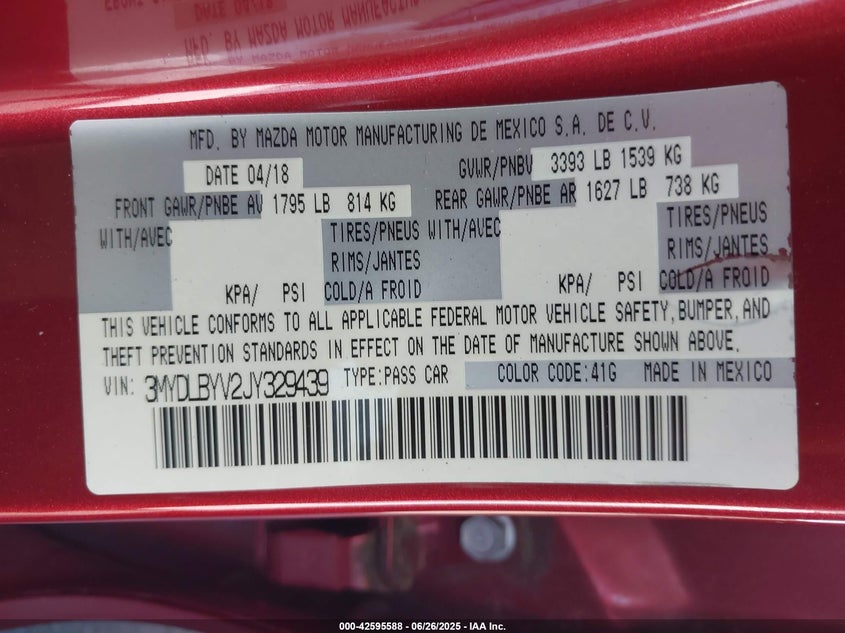 MFD. BY MAZDA MOTOR MANUFACTURING DE MEXICO S.A. DE C.V.
DATE 04/18 GVWR/PNBV 3393 LB 1539 KG
FRONT GAWR/PNBE AV 1795 LB 814 KG REAR GAWR/PNBE AR 1627 LB 738 KG
WITH/AVEC TIRES/PNEUS WITH/AVEC TIRES/PNEUS
RIMS/JANTES RIMS/JANTES
KPA/ PSI COLD/A FROID KPA/ PSI COLD/A FROID
THIS VEHICLE CONFORMS TO ALL APPLICABLE FEDERAL MOTOR VEHICLE SAFETY, BUMPER, AND
THEFT PREVENTION STANDARDS IN EFFECT ON THE DATE OF MANUFACTURE SHOWN ABOVE.
VIN: 3MYDLBYV2JY329439 TYPE:PASS CAR COLOR CODE:41G MADE IN MEXICO
000-42595588 - 06/26/2025 - IAA Inc.